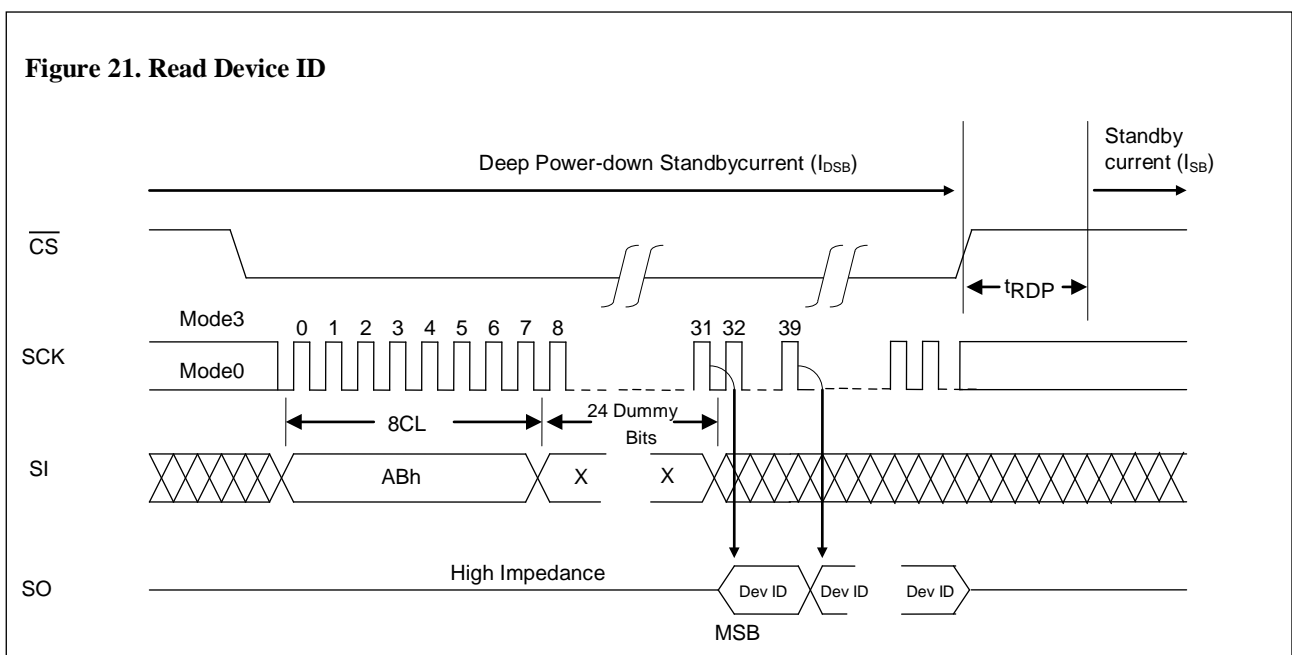 Figure 21. Read Device ID
Deep Power-down Standbycurrent (IDSB)
Standby
current (ISB)
CS
tRDP
Mode3
SCK
Mode0
0 1 2 3 4 5 6 7 8 31 32 39
8CL
24 Dummy
Bits
SI
ABh
X
X
SO
High Impedance
Dev ID
Dev ID
Dev ID
MSB